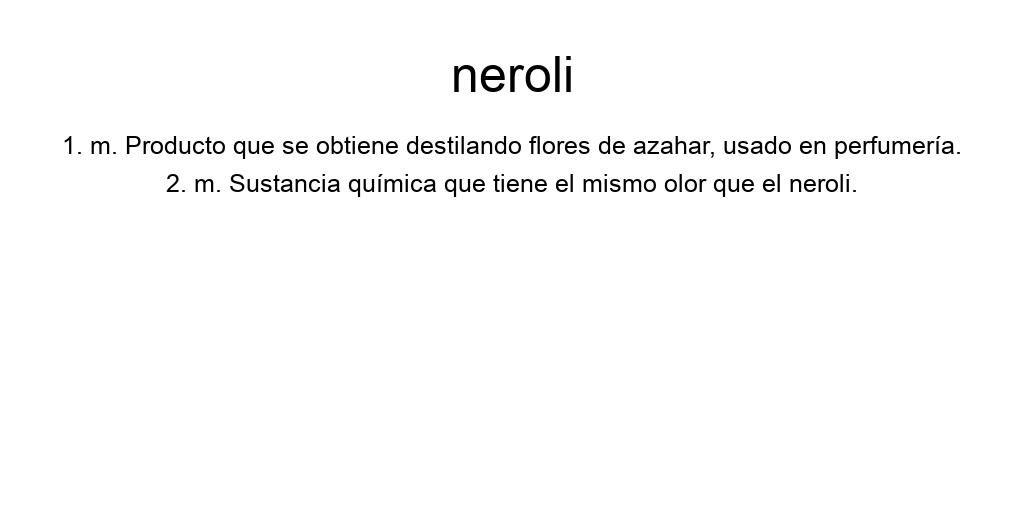 neroli
1. m. Producto que se obtiene destilando flores de azahar, usado en perfumería.
2. m. Sustancia química que tiene el mismo olor que el neroli.